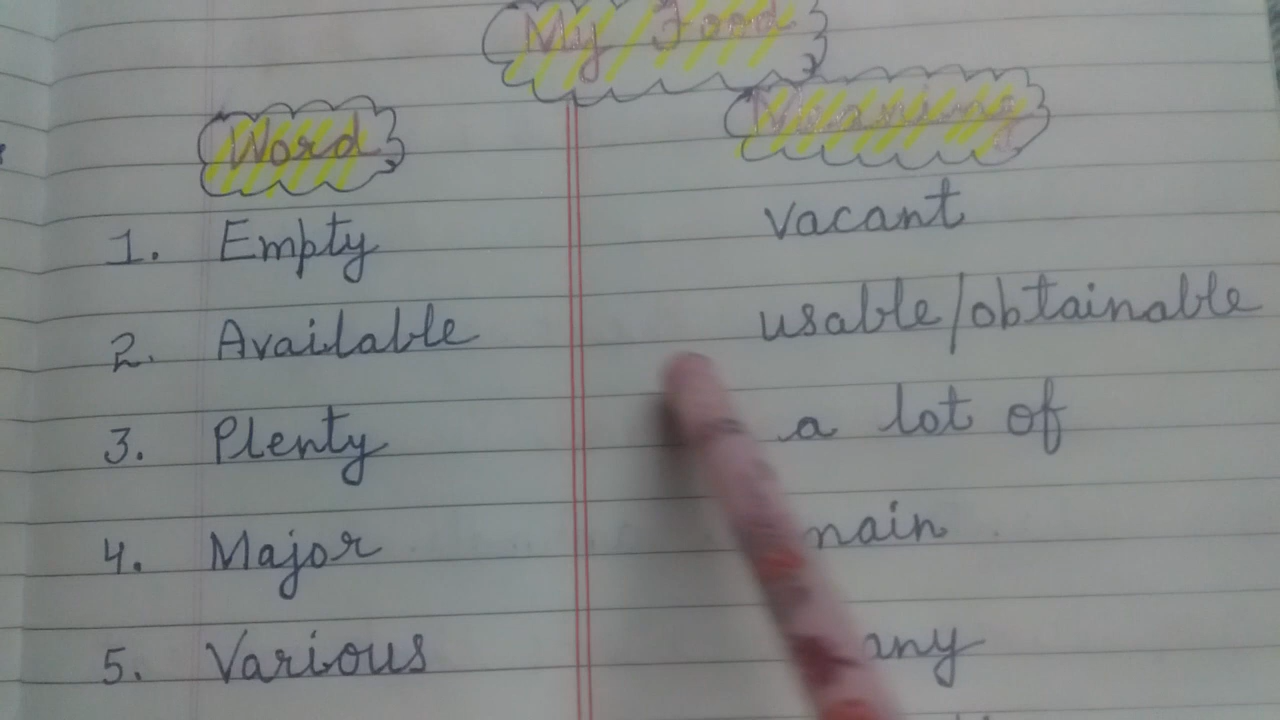 My Food
Word Meaning
1. Empty vacant
2. Available usable/obtainable
3. Plenty a lot of
4. Major main
5. Various